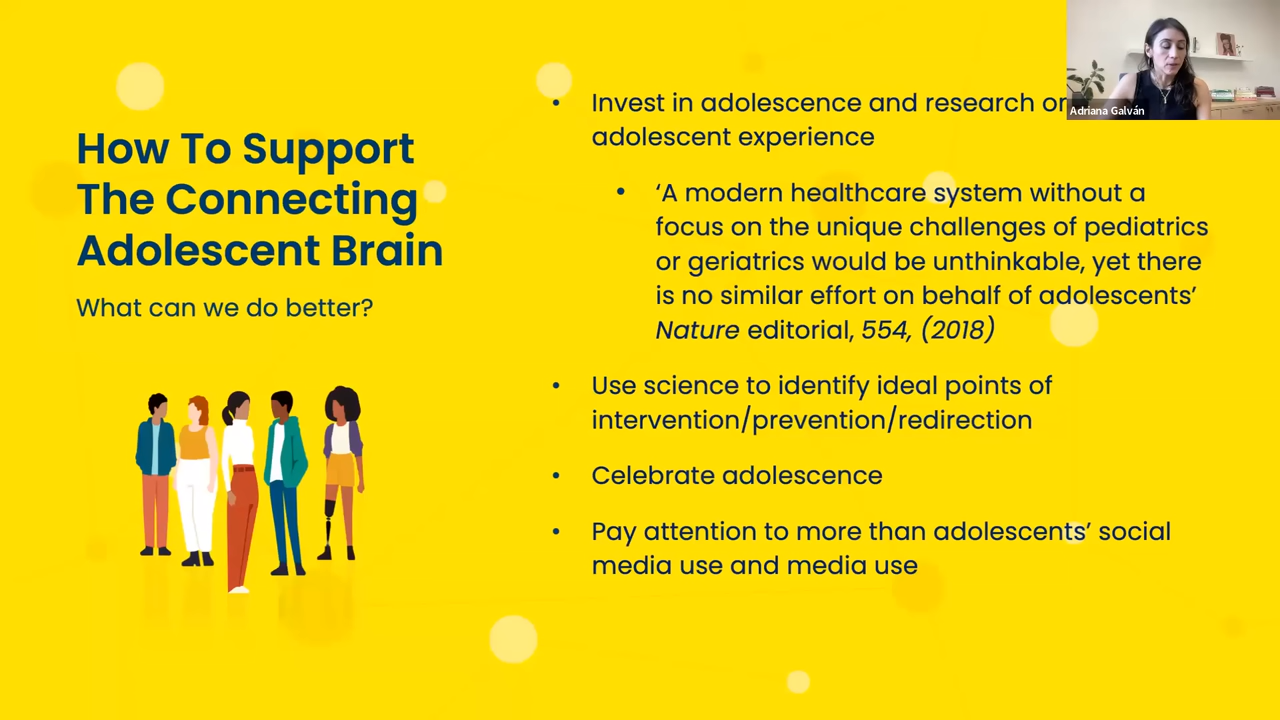 How To Support
The Connecting
Adolescent Brain
What can we do better?
• Invest in adolescence and research
adolescent experience
• ‘A modern healthcare system without a
focus on the unique challenges of pediatrics
or geriatrics would be unthinkable, yet there
is no similar effort on behalf of adolescents’
Nature editorial, 554, (2018)
• Use science to identify ideal points of
intervention/prevention/redirection
• Celebrate adolescence
• Pay attention to more than adolescents’ social
media use and media use
Adriana Galván